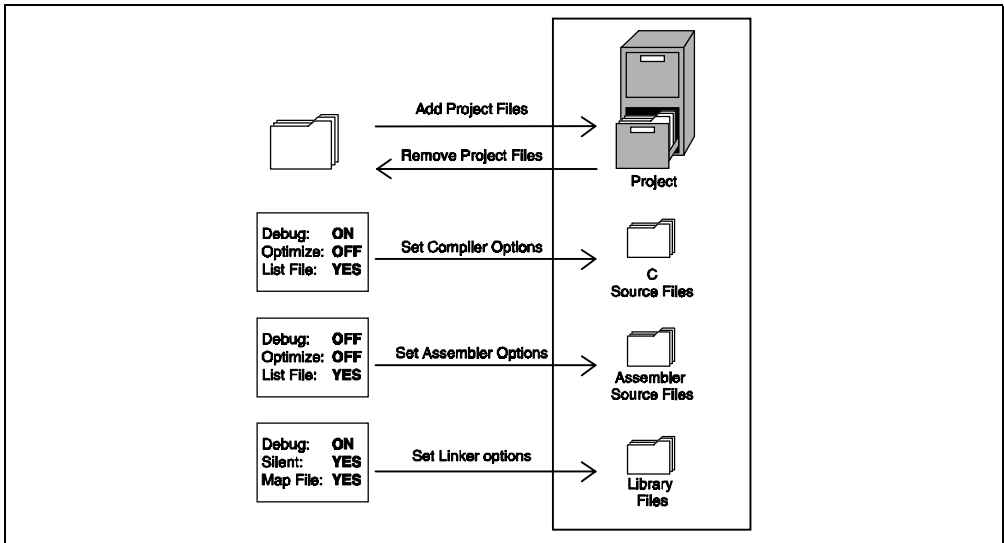 Add Project Files
Remove Project Files
Project
Debug: ON
Optimize: OFF
List File: YES
Set Compiler Options
C
Source Files
Debug: OFF
Optimize: OFF
List File: YES
Set Assembler Options
Assembler
Source Files
Debug: ON
Silent: YES
Map File: YES
Set Linker options
Library
Files